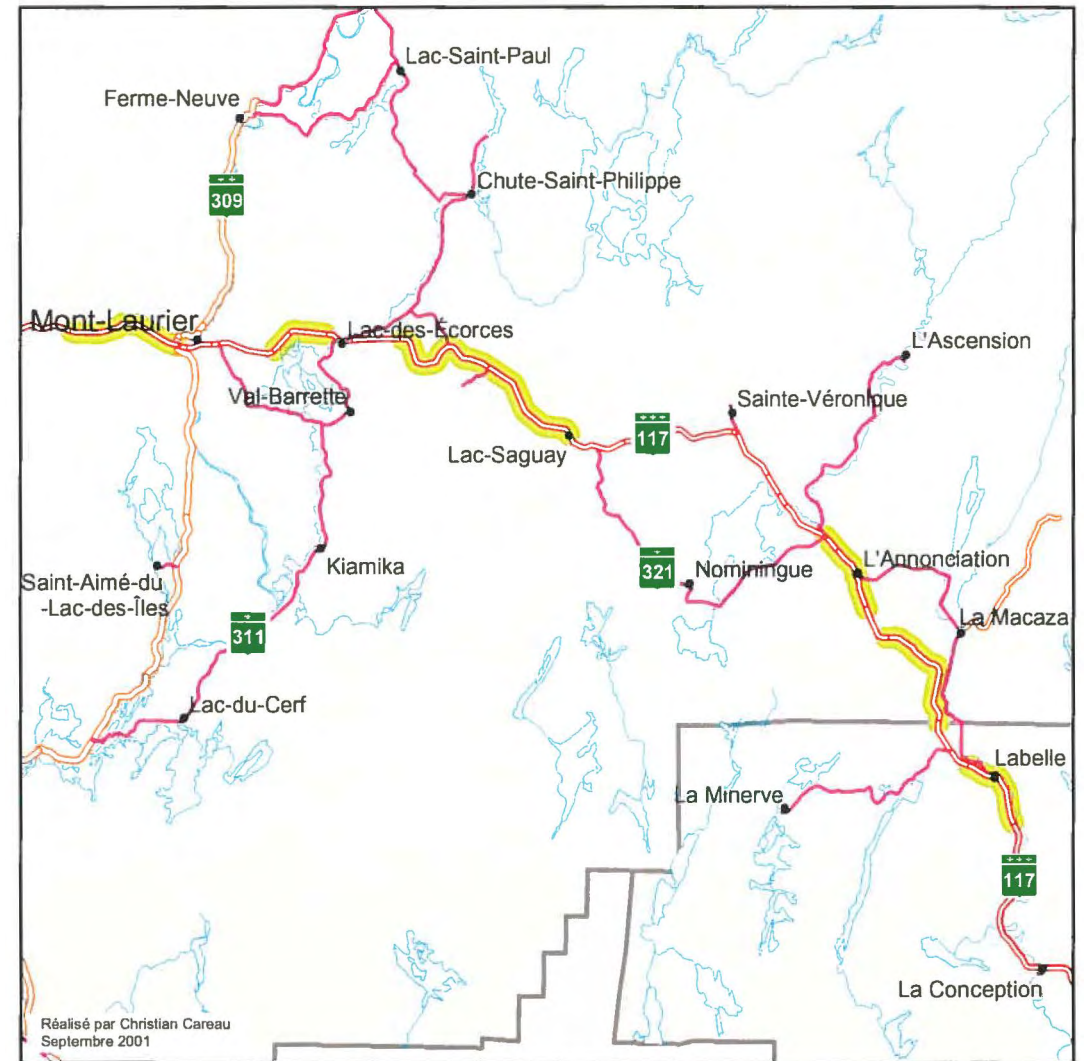 Lac-Saint-Paul
Ferme-Neuve
Chute-Saint-Philippe
309
Mont-Laurier
Lac-des-Écorces
L'Ascension
Val-Barrette
Sainte-Véronique
117
Lac-Saguay
L'Annonciation
Kiamika
321
Nominingue
Saint-Aimé-du
-Lac-des-Îles
La Macaza
311
Lac-du-Cerf
Labelle
La Minerve
117
La Conception
Réalisé par Christian Careau
Septembre 2001